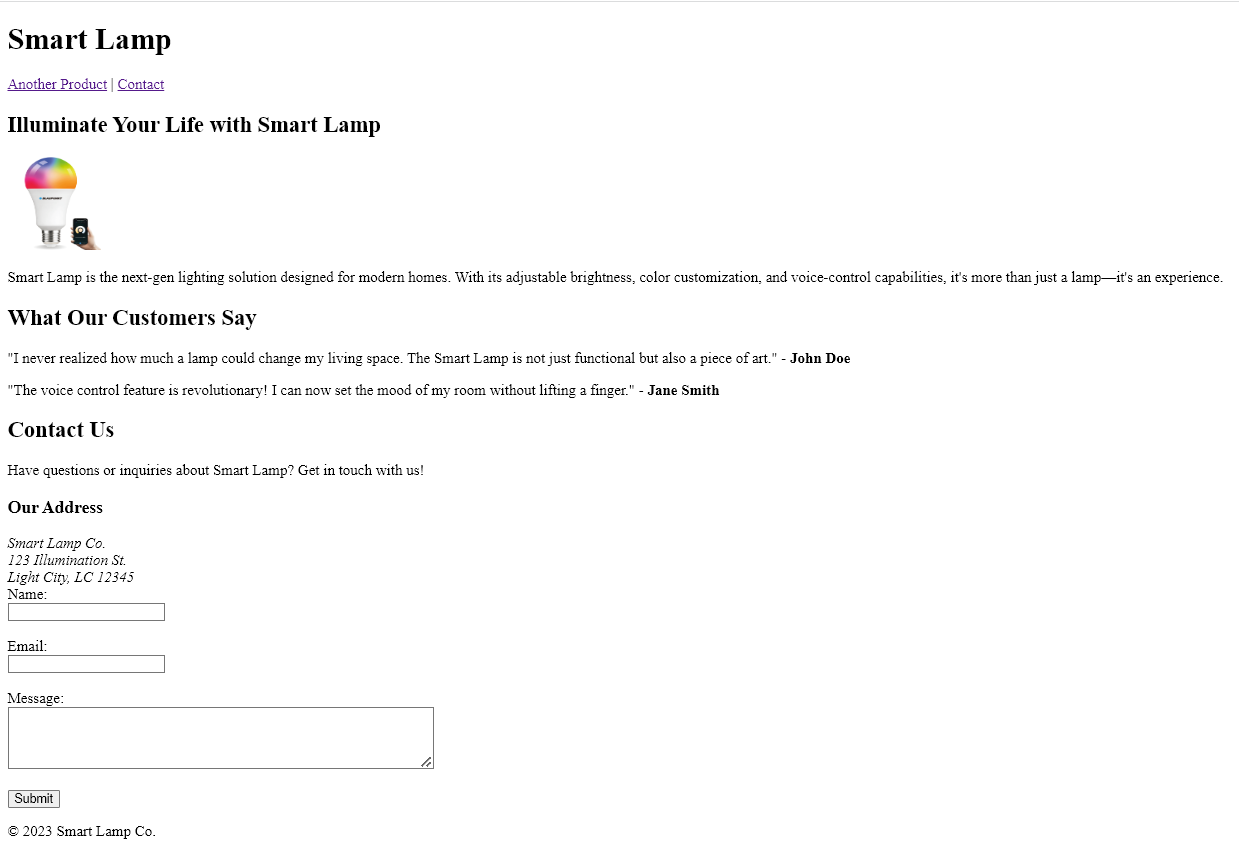 Smart Lamp
Another Product | Contact
Illuminate Your Life with Smart Lamp
BLAUPUNKT
Smart Lamp is the next-gen lighting solution designed for modern homes. With its adjustable brightness, color customization, and voice-control capabilities, it's more than just a lamp—it's an experience.
What Our Customers Say
"I never realized how much a lamp could change my living space. The Smart Lamp is not just functional but also a piece of art." - John Doe
"The voice control feature is revolutionary! I can now set the mood of my room without lifting a finger." - Jane Smith
Contact Us
Have questions or inquiries about Smart Lamp? Get in touch with us!
Our Address
Smart Lamp Co.
123 Illumination St.
Light City, LC 12345
Name:
Email:
Message:
Submit
© 2023 Smart Lamp Co.